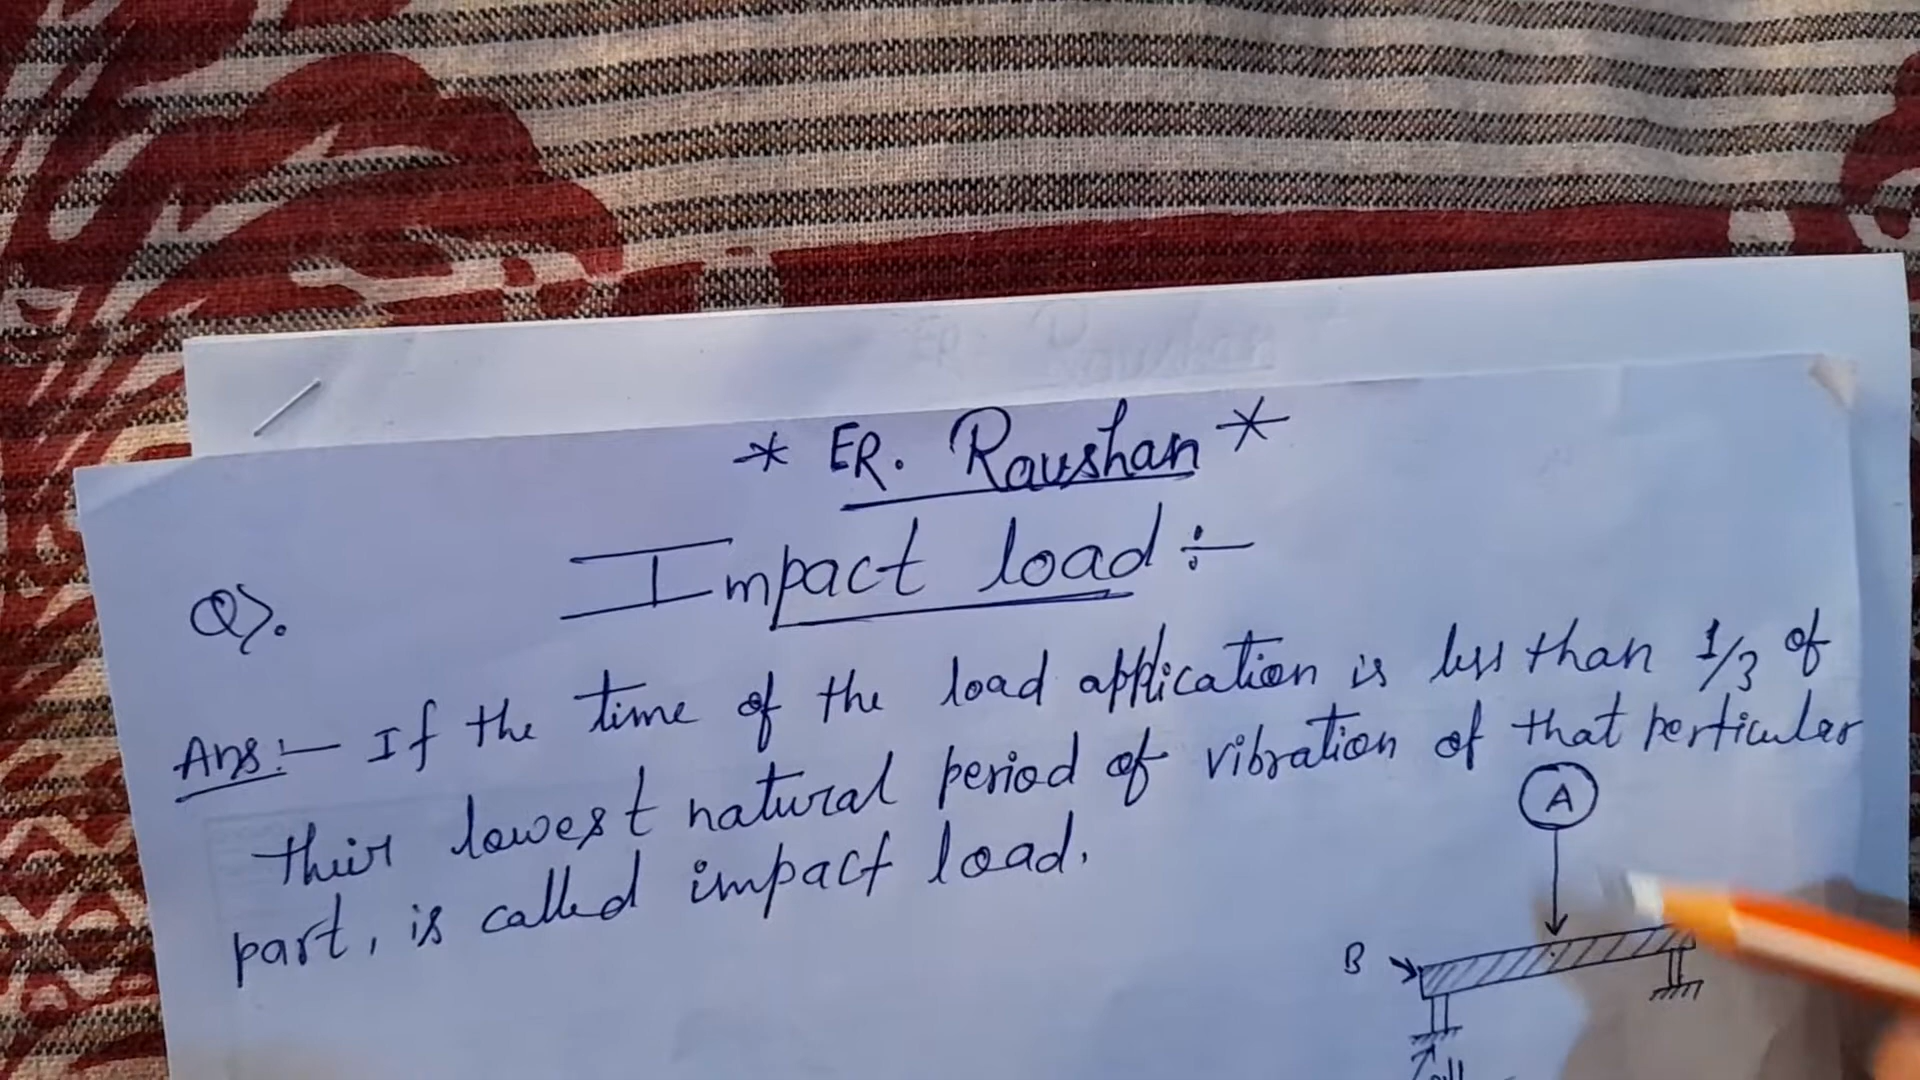 * ER. Raushan *
Q). Impact load :-
Ans:- If the time of the load application is less than 1/3 of
their lowest natural period of vibration of that perticular
part, is called impact load.
A
B